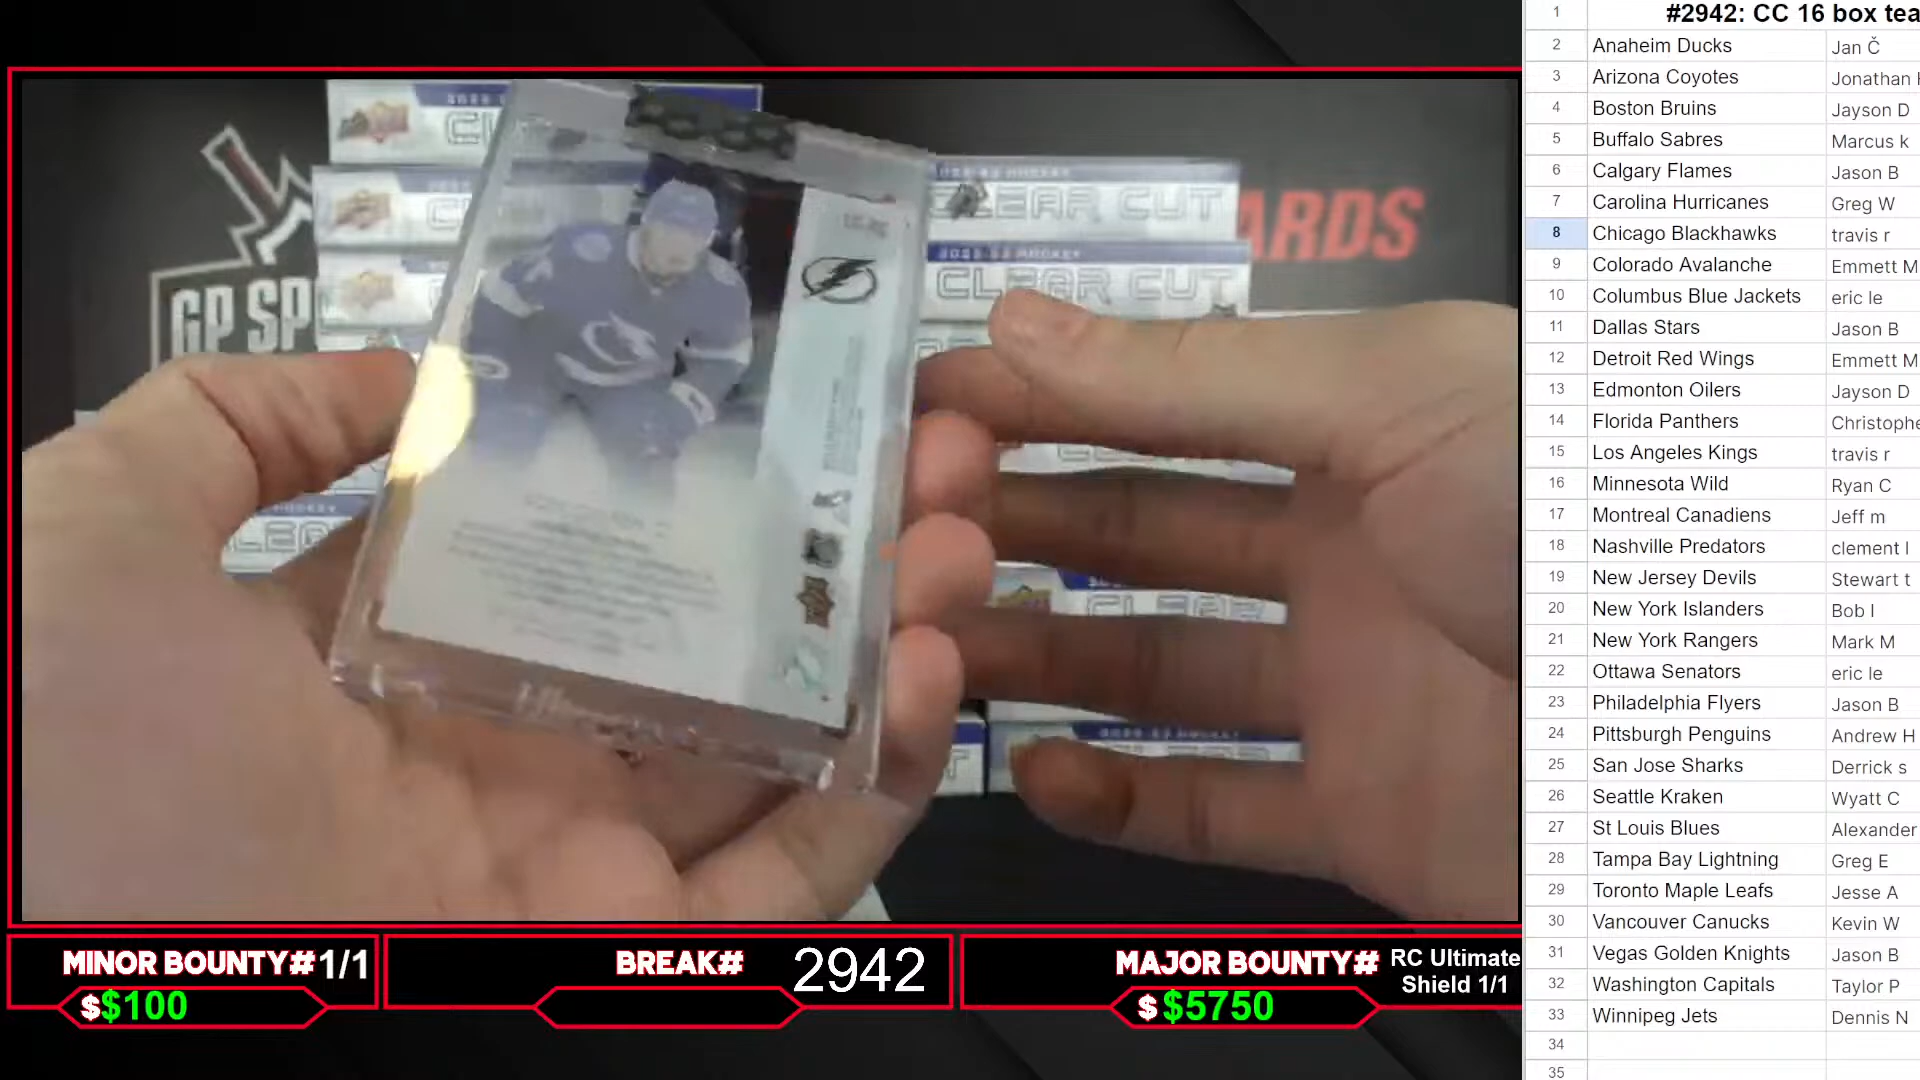 1 #2942: CC 16 box tea
2 Anaheim Ducks Jan Č
3 Arizona Coyotes Jonathan
4 Boston Bruins Jayson D
5 Buffalo Sabres Marcus k
6 Calgary Flames Jason B
7 Carolina Hurricanes Greg W
8 Chicago Blackhawks travis r
9 Colorado Avalanche Emmett M
10 Columbus Blue Jackets eric le
11 Dallas Stars Jason B
12 Detroit Red Wings Emmett M
13 Edmonton Oilers Jayson D
14 Florida Panthers Christophe
15 Los Angeles Kings travis r
16 Minnesota Wild Ryan C
17 Montreal Canadiens Jeff m
18 Nashville Predators clement l
19 New Jersey Devils Stewart t
20 New York Islanders Bob l
21 New York Rangers Mark M
22 Ottawa Senators eric le
23 Philadelphia Flyers Jason B
24 Pittsburgh Penguins Andrew H
25 San Jose Sharks Derrick s
26 Seattle Kraken Wyatt C
27 St Louis Blues Alexander
28 Tampa Bay Lightning Greg E
29 Toronto Maple Leafs Jesse A
30 Vancouver Canucks Kevin W
31 Vegas Golden Knights Jason B
32 Washington Capitals Taylor P
33 Winnipeg Jets Dennis N
34
35
CLEAR CUT
HOCKEY
CLEAR CUT
GP SP
ARDS
MINOR BOUNTY# 1/1
$$100
BREAK# 2942
MAJOR BOUNTY# RC Ultimate
Shield 1/1
$ $5750